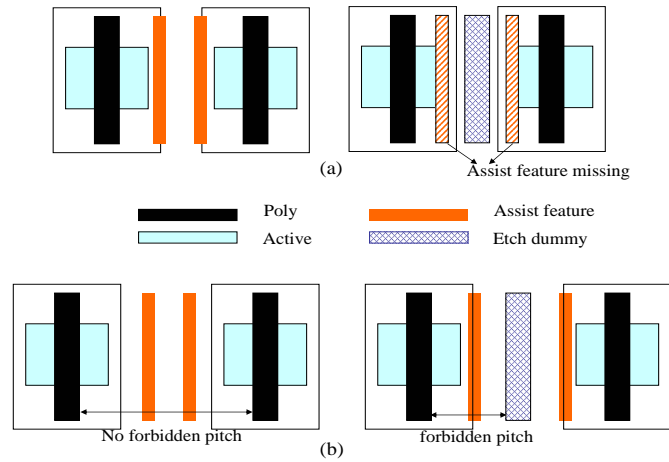 Assist feature missing
(a)
Poly
Assist feature
Active
Etch dummy
No forbidden pitch
forbidden pitch
(b)